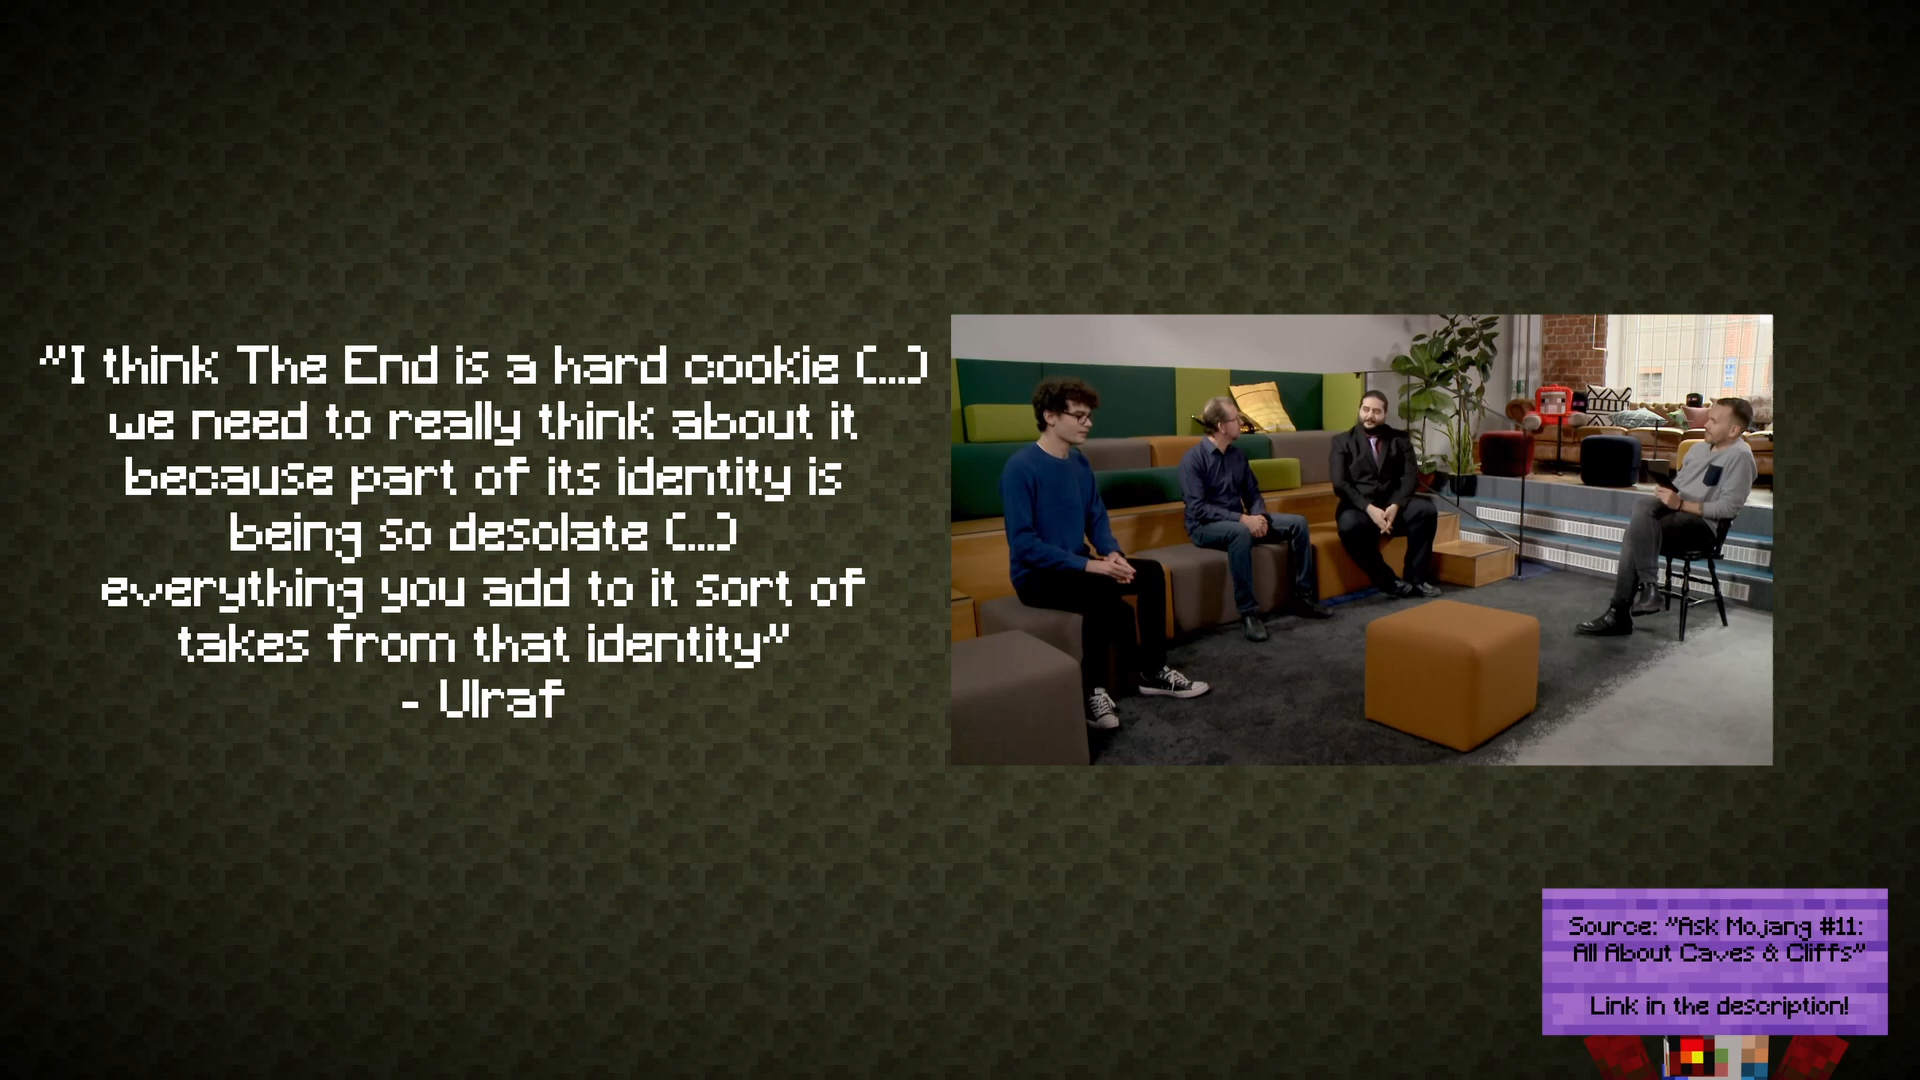 "I think The End is a hard cookie (...)
we need to really think about it
because part of its identity is
being so desolate (...)
everything you add to it sort of
takes from that identity"
- Ulraf
Source: "Ask Mojang #11:
All About Caves & Cliffs"
Link in the description!